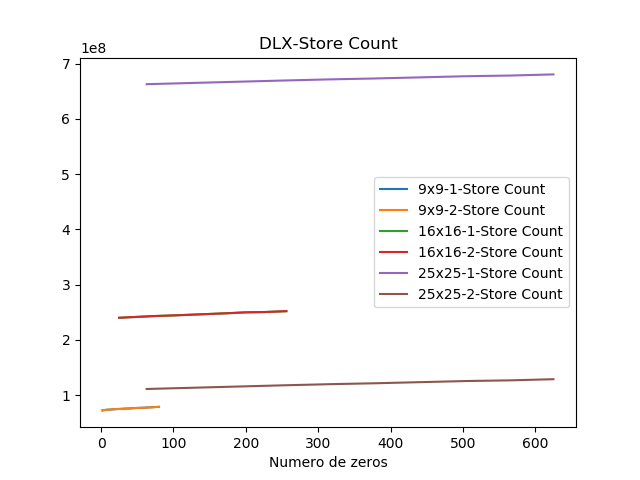 DLX-Store Count
1e8
7
6
5
4
3
2
1
9x9-1-Store Count
9x9-2-Store Count
16x16-1-Store Count
16x16-2-Store Count
25x25-1-Store Count
25x25-2-Store Count
0 100 200 300 400 500 600
Numero de zeros